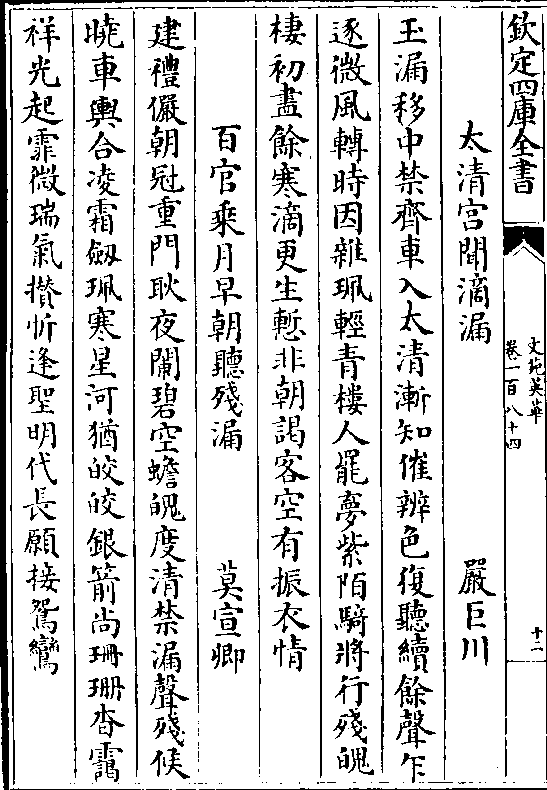 欽定四庫全書
文苑英華
卷一百八十四
十二
太清宮聞滴漏　嚴巨川
玉漏移中禁齊車入太清漸知催辨色復聽續餘聲乍
逐微風轉時因雜珮輕青樓人罷夢紫陌騎將行殘魄
棲初盡餘寒滴更生慙非朝謁客空有振衣情
百官乘月早朝聽殘漏　莫宣卿
建禮儼朝冠重門耿夜闌碧空蟾魄度清禁漏聲殘候
曉車輿合凌霜劔珮寒星河猶皎皎銀箭尚珊珊杳靄
祥光起霏微瑞氣攅忻逢聖明代長願接鴛鸞